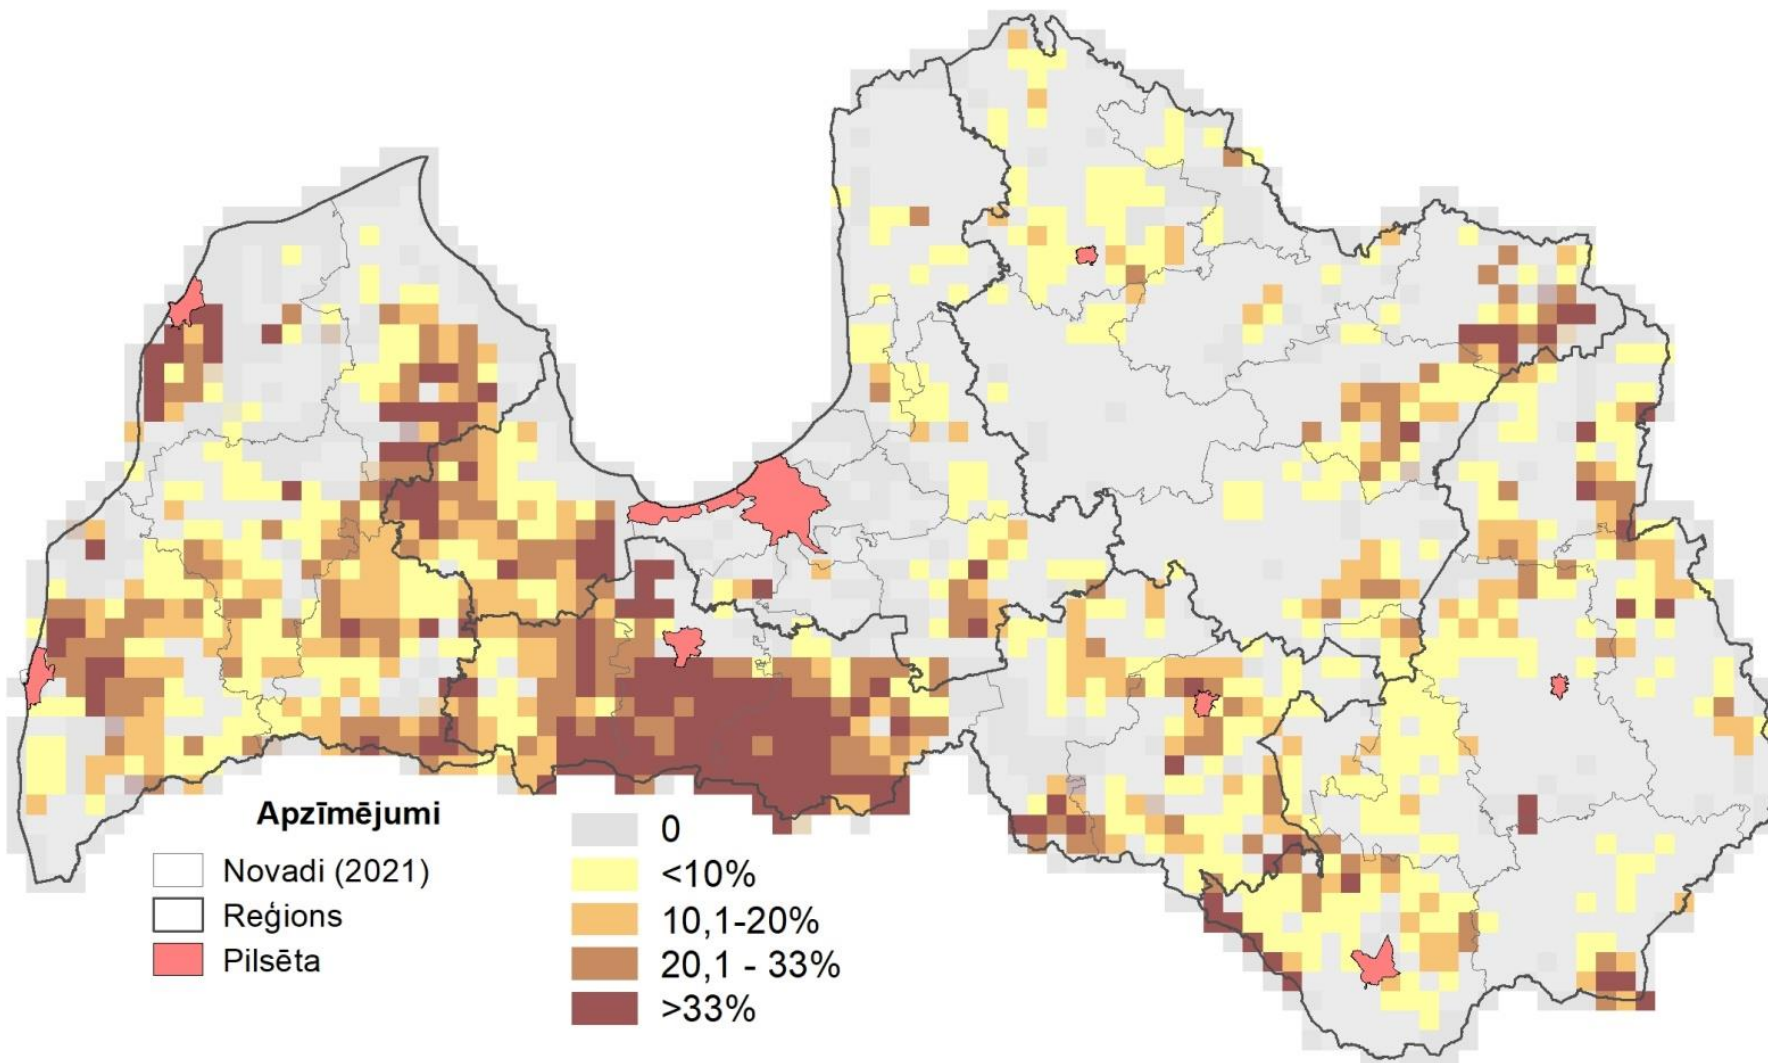 Apzīmējumi
Novadi (2021)
Reģions
Pilsēta
0
<10%
10,1-20%
20,1 - 33%
>33%